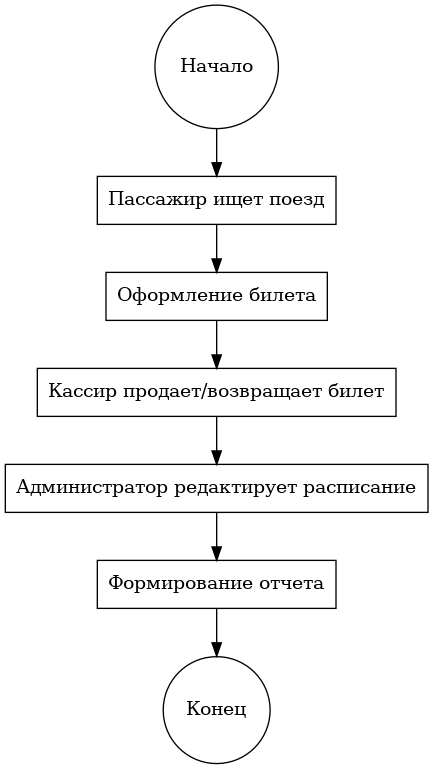 Начало
Пассажир ищет поезд
Оформление билета
Кассир продает/возвращает билет
Администратор редактирует расписание
Формирование отчета
Конец